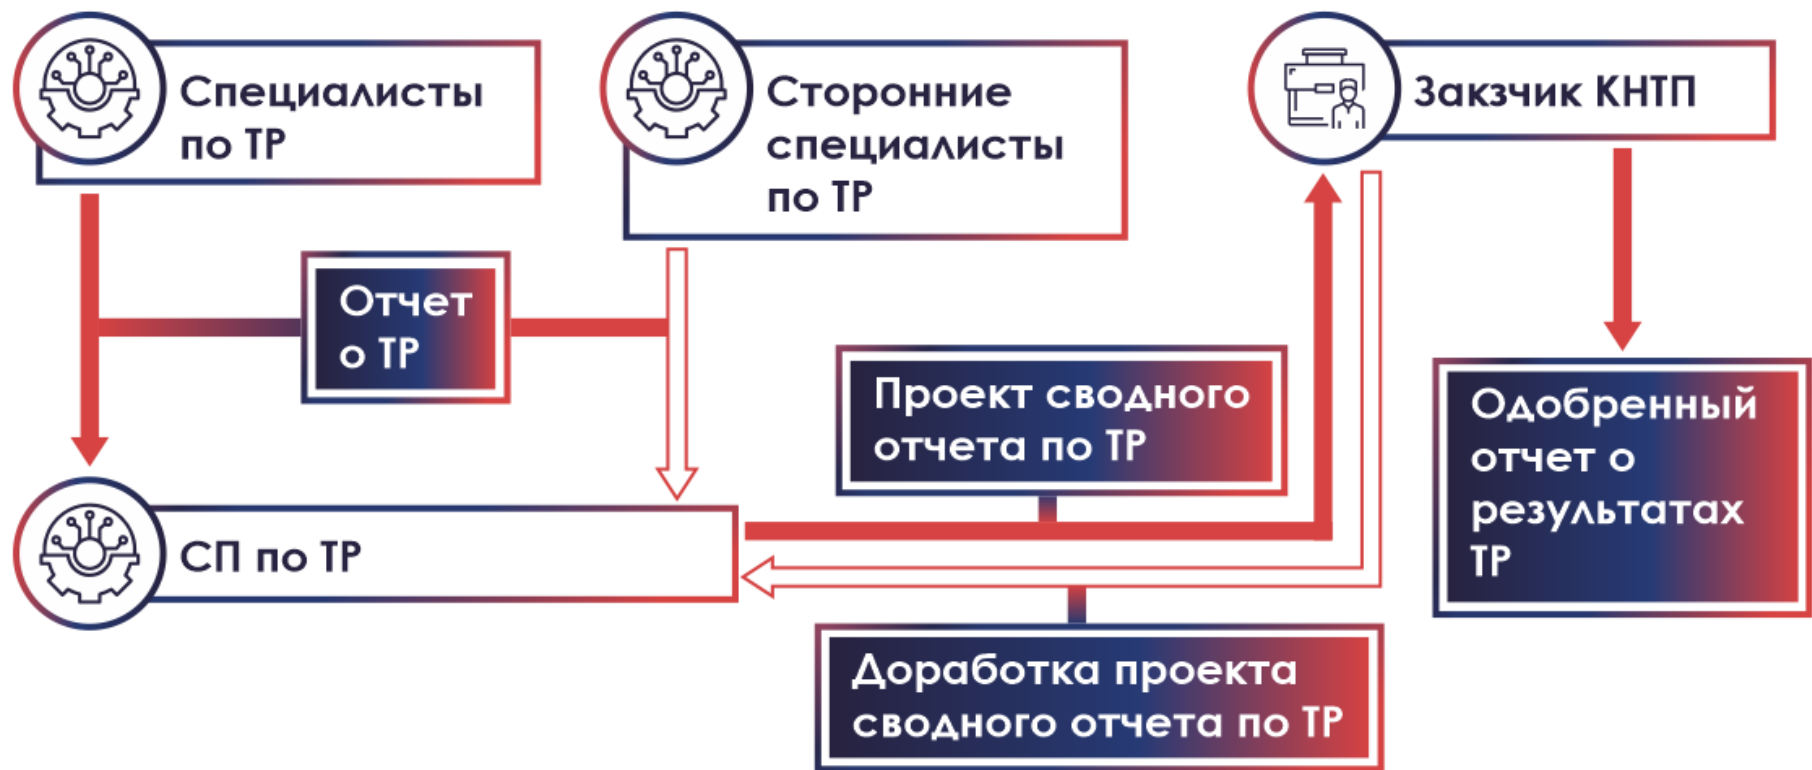 Специалисты
по ТР
Сторонние
специалисты
по ТР
Закзчик КНТП
Отчет
о ТР
Проект сводного
отчета по ТР
Одобренный
отчет о
результатах
ТР
СП по ТР
Доработка проекта
сводного отчета по ТР